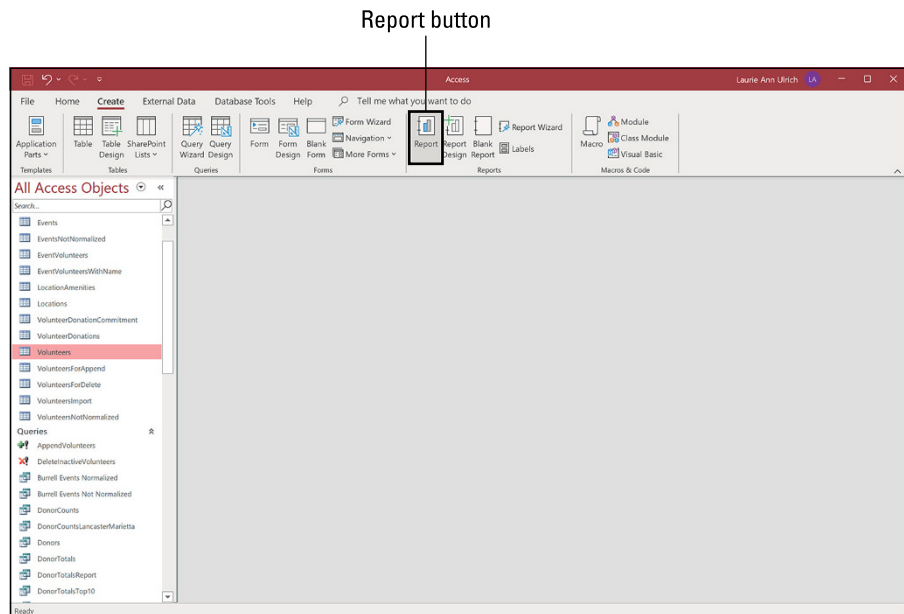 Report button
Access
Laurie Ann Ulrich LA
File Home Create External Data Database Tools Help Tell me what you want to do
Application Parts
Table
Table Design
SharePoint Lists
Query Wizard
Query Design
Form
Form Design
Blank Form
Form Wizard
Navigation
More Forms
Report
Report Design
Blank Report
Report Wizard
Labels
Macro
Module
Class Module
Visual Basic
Templates Tables Queries Forms Reports Macros & Code
All Access Objects
Search...
Events
EventsNotNormalized
EventVolunteers
EventVolunteersWithName
LocationAmenities
Locations
VolunteerDonationCommitment
VolunteerDonations
Volunteers
VolunteersForAppend
VolunteersForDelete
VolunteersImport
VolunteersNotNormalized
Queries
AppendVolunteers
DeleteInactiveVolunteers
Burrell Events Normalized
Burrell Events Not Normalized
DonorCounts
DonorCountsLancasterMarietta
Donors
DonorTotals
DonorTotalsReport
DonorTotalsTop10
Ready